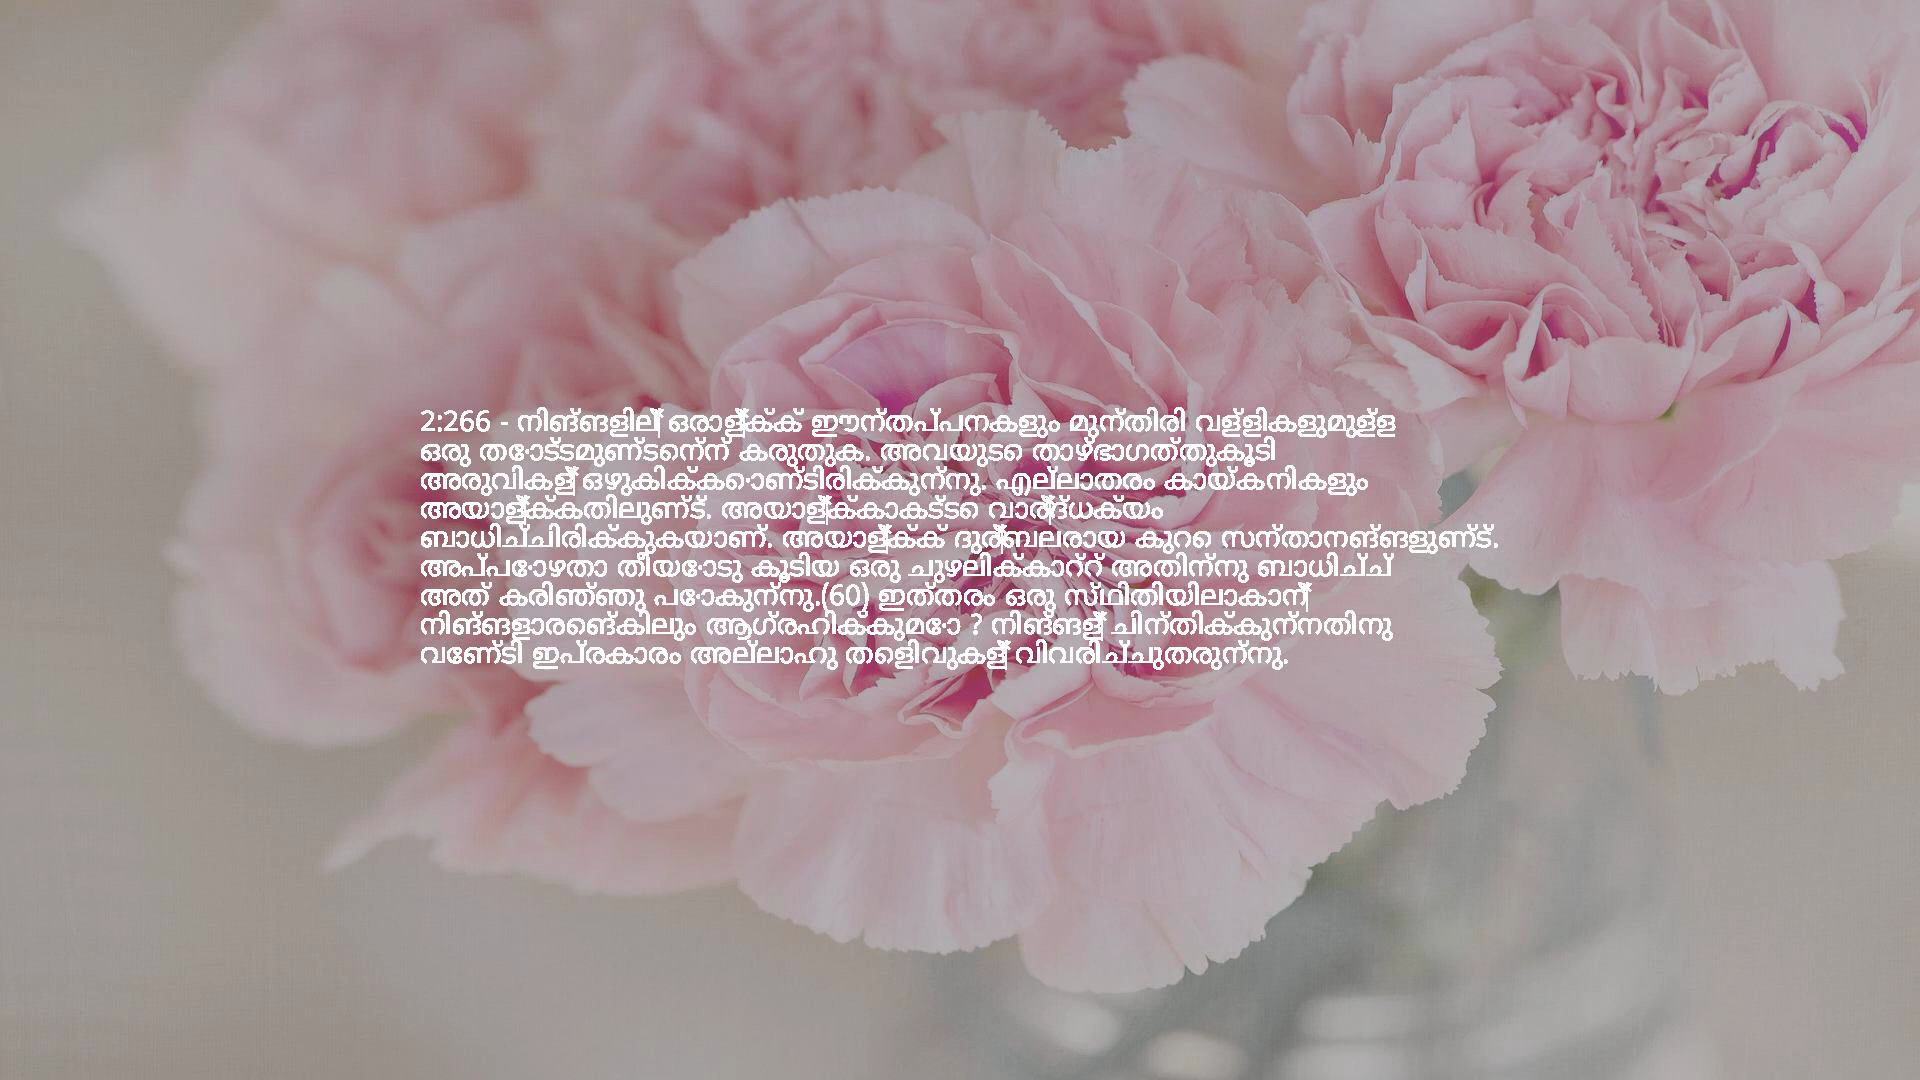 2:266 - നിങ്ങളില്‍ ഒരാള്‍ക്ക് ഈന്തപ്പനകളും മുന്തിരി വള്ളികളുമുള്ള
ഒരു തോട്ടമുണ്ടെന്ന് കരുതുക. അവയുടെ താഴ്ഭാഗത്തുകൂടി
അരുവികള്‍ ഒഴുകിക്കൊണ്ടിരിക്കുന്നു. എല്ലാതരം കായ്കനികളും
അയാള്‍ക്കതിലുണ്ട്. അയാള്‍ക്കാകട്ടെ വാര്‍ദ്ധക്യം
ബാധിച്ചിരിക്കുകയാണ്. അയാള്‍ക്ക് ദുര്‍ബലരായ കുറെ സന്താനങ്ങളുണ്ട്.
അപ്പോഴതാ തീയോടു കൂടിയ ഒരു ചുഴലിക്കാറ്റ് അതിന്നു ബാധിച്ച്
അത് കരിഞ്ഞു പോകുന്നു.(60) ഇത്തരം ഒരു സ്ഥിതിയിലാകാന്‍
നിങ്ങളാരെങ്കിലും ആഗ്രഹിക്കുമോ ? നിങ്ങള്‍ ചിന്തിക്കുന്നതിനു
വേണ്ടി ഇപ്രകാരം അല്ലാഹു തെളിവുകള്‍ വിവരിച്ചുതരുന്നു.